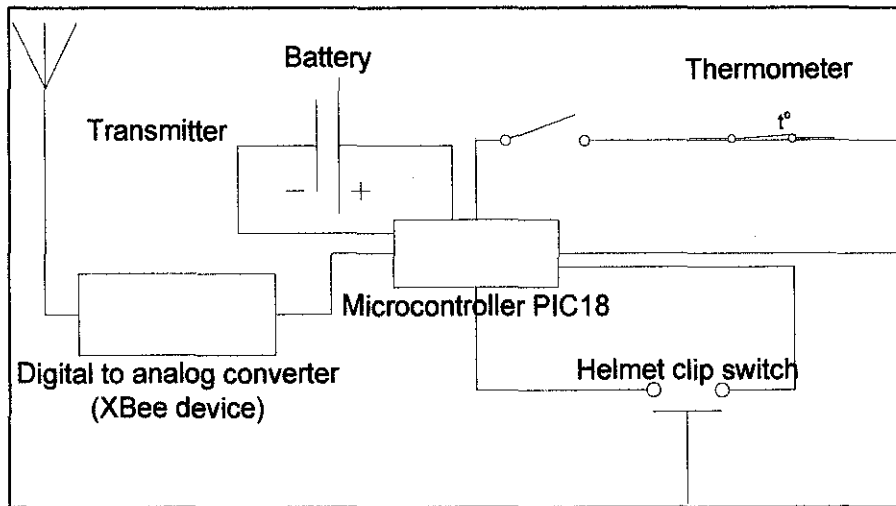 Battery
Thermometer
Transmitter
t°
− +
Microcontroller PIC18
Digital to analog converter
(XBee device)
Helmet clip switch